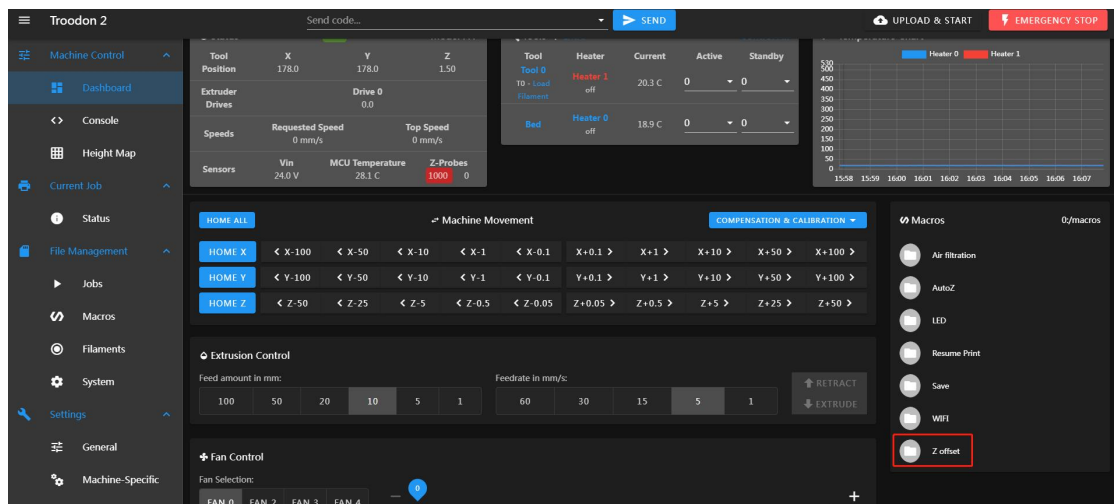 Troodon 2
Send code...
SEND
UPLOAD & START
EMERGENCY STOP
Machine Control
Dashboard
Console
Height Map
Current Job
Status
File Management
Jobs
Macros
Filaments
System
Settings
General
Machine-Specific
Tool Position
X
178.0
Y
178.0
Z
1.50
Extruder Drives
Drive 0
0.0
Speeds
Requested Speed
0 mm/s
Top Speed
0 mm/s
Sensors
Vin
24.0 V
MCU Temperature
28.1 C
Z-Probes
1000 0
Tool Heater Current Active Standby
Tool 0
T0 - Load Filament
Heater 1
off
20.3 C
0
0
Bed
Heater 0
off
18.9 C
0
0
Temperature Chart
Heater 0 Heater 1
530
500
450
400
350
300
250
200
150
100
50
0
15:58 15:59 16:00 16:01 16:02 16:03 16:04 16:05 16:06 16:07
HOME ALL
Machine Movement
COMPENSATION & CALIBRATION
HOME X X-100 X-50 X-10 X-1 X-0.1 X+0.1 X+1 X+10 X+50 X+100
HOME Y Y-100 Y-50 Y-10 Y-1 Y-0.1 Y+0.1 Y+1 Y+10 Y+50 Y+100
HOME Z Z-50 Z-25 Z-5 Z-0.5 Z-0.05 Z+0.05 Z+0.5 Z+5 Z+25 Z+50
Extrusion Control
Feed amount in mm:
100 50 20 10 5 1
Feedrate in mm/s:
60 30 15 5 1
RETRACT
EXTRUDE
Fan Control
Fan Selection:
FAN 0 FAN 2 FAN 3 FAN 4
0
Macros
0:/macros
Air filtration
AutoZ
LED
Resume Print
Save
WIFI
Z offset